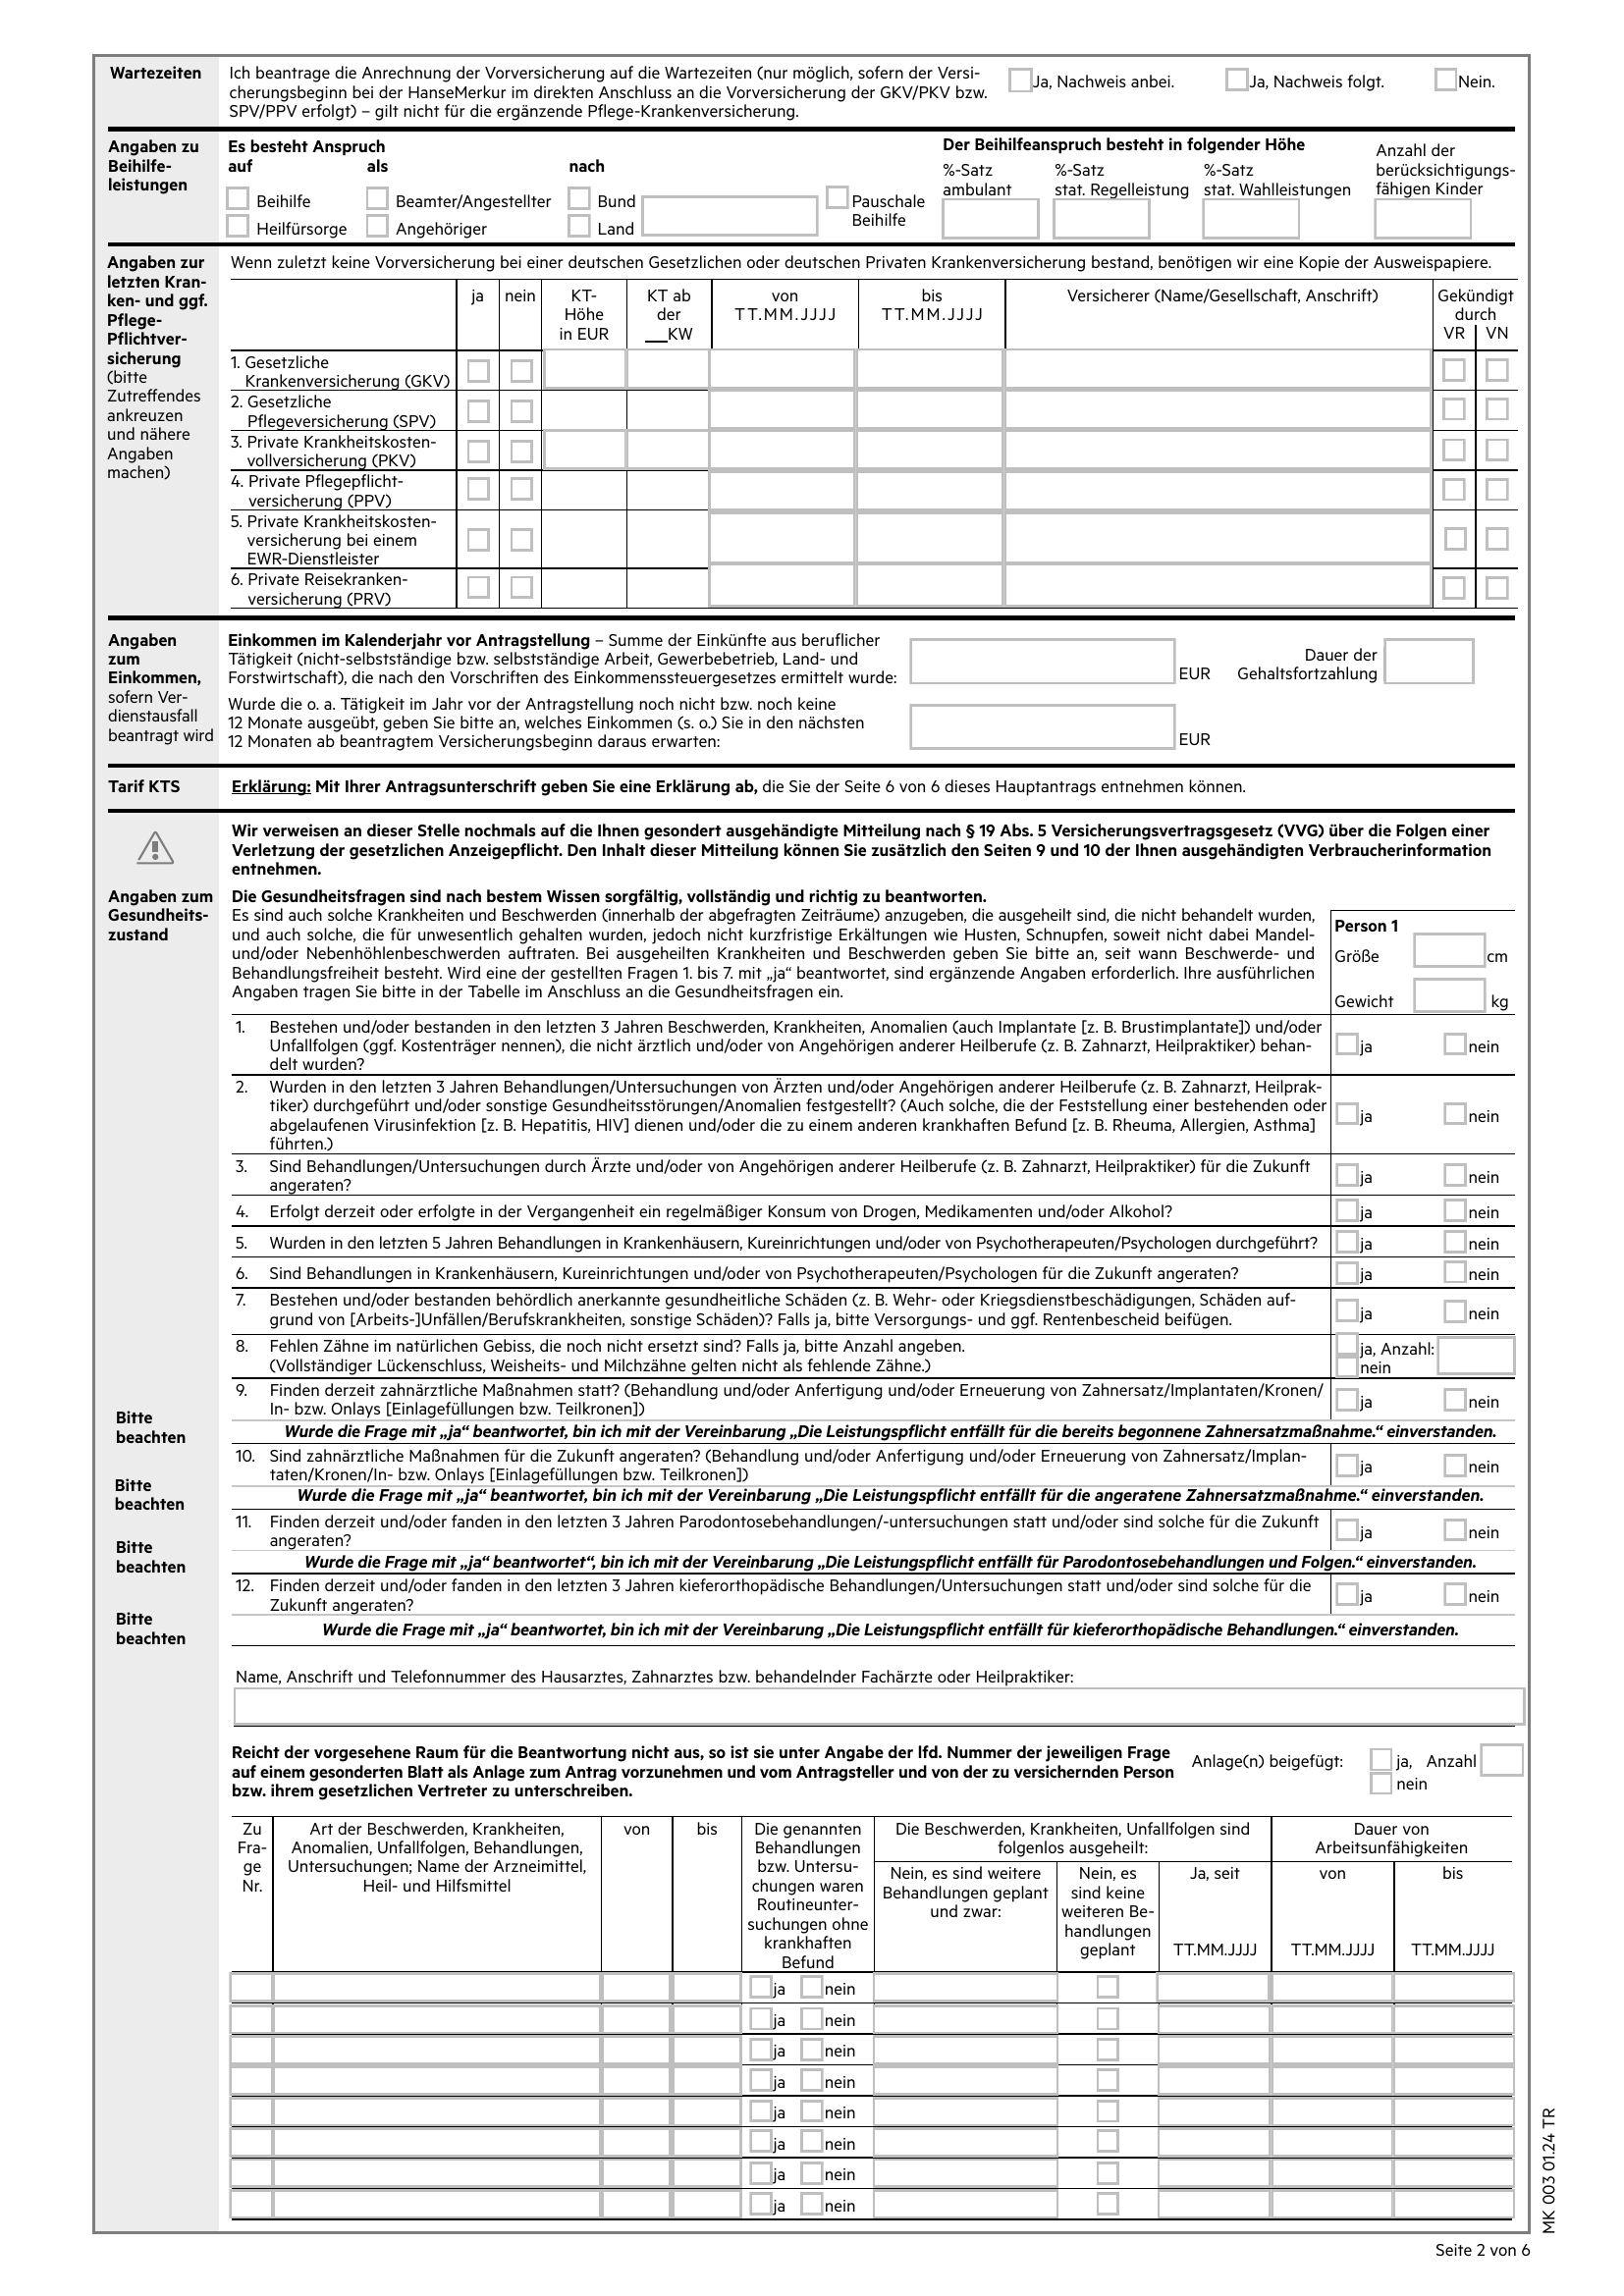 Wartezeiten
Ich beantrage die Anrechnung der Vorversicherung auf die Wartezeiten (nur möglich, sofern der Versi-
cherungsbeginn bei der HanseMerkur im direkten Anschluss an die Vorversicherung der GKV/PKV bzw.
SPV/PPV erfolgt) – gilt nicht für die ergänzende Pflege-Krankenversicherung.
Ja, Nachweis anbei. Ja, Nachweis folgt. Nein.
Angaben zu
Beihilfe-
leistungen
Es besteht Anspruch
auf als nach
Beihilfe Beamter/Angestellter Bund
Heilfürsorge Angehöriger Land
Pauschale
Beihilfe
Der Beihilfeanspruch besteht in folgender Höhe
%-Satz
ambulant
%-Satz
stat. Regelleistung
%-Satz
stat. Wahlleistungen
Anzahl der
berücksichtigungs-
fähigen Kinder
Angaben zur
letzten Kran-
ken- und ggf.
Pflege-
Pflichtver-
sicherung
(bitte
Zutreffendes
ankreuzen
und nähere
Angaben
machen)
Wenn zuletzt keine Vorversicherung bei einer deutschen Gesetzlichen oder deutschen Privaten Krankenversicherung bestand, benötigen wir eine Kopie der Ausweispapiere.
ja nein
KT-
Höhe
in EUR
KT ab
der
__KW
von
TT.MM.JJJJ
bis
TT.MM.JJJJ
Versicherer (Name/Gesellschaft, Anschrift)
Gekündigt
durch
VR VN
1. Gesetzliche
Krankenversicherung (GKV)
2. Gesetzliche
Pflegeversicherung (SPV)
3. Private Krankheitskosten-
vollversicherung (PKV)
4. Private Pflegepflicht-
versicherung (PPV)
5. Private Krankheitskosten-
versicherung bei einem
EWR-Dienstleister
6. Private Reisekranken-
versicherung (PRV)
Angaben
zum
Einkommen,
sofern Ver-
dienstausfall
beantragt wird
Einkommen im Kalenderjahr vor Antragstellung – Summe der Einkünfte aus beruflicher
Tätigkeit (nicht-selbstständige bzw. selbstständige Arbeit, Gewerbebetrieb, Land- und
Forstwirtschaft), die nach den Vorschriften des Einkommenssteuergesetzes ermittelt wurde:
EUR
Dauer der
Gehaltsfortzahlung
Wurde die o. a. Tätigkeit im Jahr vor der Antragstellung noch nicht bzw. noch keine
12 Monate ausgeübt, geben Sie bitte an, welches Einkommen (s. o.) Sie in den nächsten
12 Monaten ab beantragtem Versicherungsbeginn daraus erwarten:
EUR
Tarif KTS
Erklärung: Mit Ihrer Antragsunterschrift geben Sie eine Erklärung ab, die Sie der Seite 6 von 6 dieses Hauptantrags entnehmen können.
Wir verweisen an dieser Stelle nochmals auf die Ihnen gesondert ausgehändigte Mitteilung nach § 19 Abs. 5 Versicherungsvertragsgesetz (VVG) über die Folgen einer
Verletzung der gesetzlichen Anzeigepflicht. Den Inhalt dieser Mitteilung können Sie zusätzlich den Seiten 9 und 10 der Ihnen ausgehändigten Verbraucherinformation
entnehmen.
Angaben zum
Gesundheits-
zustand
Die Gesundheitsfragen sind nach bestem Wissen sorgfältig, vollständig und richtig zu beantworten.
Es sind auch solche Krankheiten und Beschwerden (innerhalb der abgefragten Zeiträume) anzugeben, die ausgeheilt sind, die nicht behandelt wurden,
und auch solche, die für unwesentlich gehalten wurden, jedoch nicht kurzfristige Erkältungen wie Husten, Schnupfen, soweit nicht dabei Mandel-
und/oder Nebenhöhlenbeschwerden auftraten. Bei ausgeheilten Krankheiten und Beschwerden geben Sie bitte an, seit wann Beschwerde- und
Behandlungsfreiheit besteht. Wird eine der gestellten Fragen 1. bis 7. mit „ja“ beantwortet, sind ergänzende Angaben erforderlich. Ihre ausführlichen
Angaben tragen Sie bitte in der Tabelle im Anschluss an die Gesundheitsfragen ein.
Person 1
Größe cm
Gewicht kg
1. Bestehen und/oder bestanden in den letzten 3 Jahren Beschwerden, Krankheiten, Anomalien (auch Implantate [z. B. Brustimplantate]) und/oder
Unfallfolgen (ggf. Kostenträger nennen), die nicht ärztlich und/oder von Angehörigen anderer Heilberufe (z. B. Zahnarzt, Heilpraktiker) behan-
delt wurden?
ja nein
2. Wurden in den letzten 3 Jahren Behandlungen/Untersuchungen von Ärzten und/oder Angehörigen anderer Heilberufe (z. B. Zahnarzt, Heilprak-
tiker) durchgeführt und/oder sonstige Gesundheitsstörungen/Anomalien festgestellt? (Auch solche, die der Feststellung einer bestehenden oder
abgelaufenen Virusinfektion [z. B. Hepatitis, HIV] dienen und/oder die zu einem anderen krankhaften Befund [z. B. Rheuma, Allergien, Asthma]
führten.)
ja nein
3. Sind Behandlungen/Untersuchungen durch Ärzte und/oder von Angehörigen anderer Heilberufe (z. B. Zahnarzt, Heilpraktiker) für die Zukunft
angeraten?
ja nein
4. Erfolgt derzeit oder erfolgte in der Vergangenheit ein regelmäßiger Konsum von Drogen, Medikamenten und/oder Alkohol?
ja nein
5. Wurden in den letzten 5 Jahren Behandlungen in Krankenhäusern, Kureinrichtungen und/oder von Psychotherapeuten/Psychologen durchgeführt?
ja nein
6. Sind Behandlungen in Krankenhäusern, Kureinrichtungen und/oder von Psychotherapeuten/Psychologen für die Zukunft angeraten?
ja nein
7. Bestehen und/oder bestanden behördlich anerkannte gesundheitliche Schäden (z. B. Wehr- oder Kriegsdienstbeschädigungen, Schäden auf-
grund von [Arbeits-]Unfällen/Berufskrankheiten, sonstige Schäden)? Falls ja, bitte Versorgungs- und ggf. Rentenbescheid beifügen.
ja nein
8. Fehlen Zähne im natürlichen Gebiss, die noch nicht ersetzt sind? Falls ja, bitte Anzahl angeben.
(Vollständiger Lückenschluss, Weisheits- und Milchzähne gelten nicht als fehlende Zähne.)
ja, Anzahl:
nein
9. Finden derzeit zahnärztliche Maßnahmen statt? (Behandlung und/oder Anfertigung und/oder Erneuerung von Zahnersatz/Implantaten/Kronen/
In- bzw. Onlays [Einlagefüllungen bzw. Teilkronen])
ja nein
Bitte
beachten
Wurde die Frage mit „ja“ beantwortet, bin ich mit der Vereinbarung „Die Leistungspflicht entfällt für die bereits begonnene Zahnersatzmaßnahme.“ einverstanden.
10. Sind zahnärztliche Maßnahmen für die Zukunft angeraten? (Behandlung und/oder Anfertigung und/oder Erneuerung von Zahnersatz/Implan-
taten/Kronen/In- bzw. Onlays [Einlagefüllungen bzw. Teilkronen])
ja nein
Bitte
beachten
Wurde die Frage mit „ja“ beantwortet, bin ich mit der Vereinbarung „Die Leistungspflicht entfällt für die angeratene Zahnersatzmaßnahme.“ einverstanden.
11. Finden derzeit und/oder fanden in den letzten 3 Jahren Parodontosebehandlungen/-untersuchungen statt und/oder sind solche für die Zukunft
angeraten?
ja nein
Bitte
beachten
Wurde die Frage mit „ja“ beantwortet“, bin ich mit der Vereinbarung „Die Leistungspflicht entfällt für Parodontosebehandlungen und Folgen.“ einverstanden.
12. Finden derzeit und/oder fanden in den letzten 3 Jahren kieferorthopädische Behandlungen/Untersuchungen statt und/oder sind solche für die
Zukunft angeraten?
ja nein
Bitte
beachten
Wurde die Frage mit „ja“ beantwortet, bin ich mit der Vereinbarung „Die Leistungspflicht entfällt für kieferorthopädische Behandlungen.“ einverstanden.
Name, Anschrift und Telefonnummer des Hausarztes, Zahnarztes bzw. behandelnder Fachärzte oder Heilpraktiker:
Reicht der vorgesehene Raum für die Beantwortung nicht aus, so ist sie unter Angabe der lfd. Nummer der jeweiligen Frage
auf einem gesonderten Blatt als Anlage zum Antrag vorzunehmen und vom Antragsteller und von der zu versichernden Person
bzw. ihrem gesetzlichen Vertreter zu unterschreiben.
Anlage(n) beigefügt: ja, Anzahl
nein
Zu
Fra-
ge
Nr.
Art der Beschwerden, Krankheiten,
Anomalien, Unfallfolgen, Behandlungen,
Untersuchungen; Name der Arzneimittel,
Heil- und Hilfsmittel
von
bis
Die genannten
Behandlungen
bzw. Untersu-
chungen waren
Routineunter-
suchungen ohne
krankhaften
Befund
Die Beschwerden, Krankheiten, Unfallfolgen sind
folgenlos ausgeheilt:
Nein, es sind weitere
Behandlungen geplant
und zwar:
Nein, es
sind keine
weiteren Be-
handlungen
geplant
Ja, seit
TT.MM.JJJJ
Dauer von
Arbeitsunfähigkeiten
von
TT.MM.JJJJ
bis
TT.MM.JJJJ
ja nein
ja nein
ja nein
ja nein
ja nein
ja nein
ja nein
ja nein
MK 003 01.24 TR
Seite 2 von 6